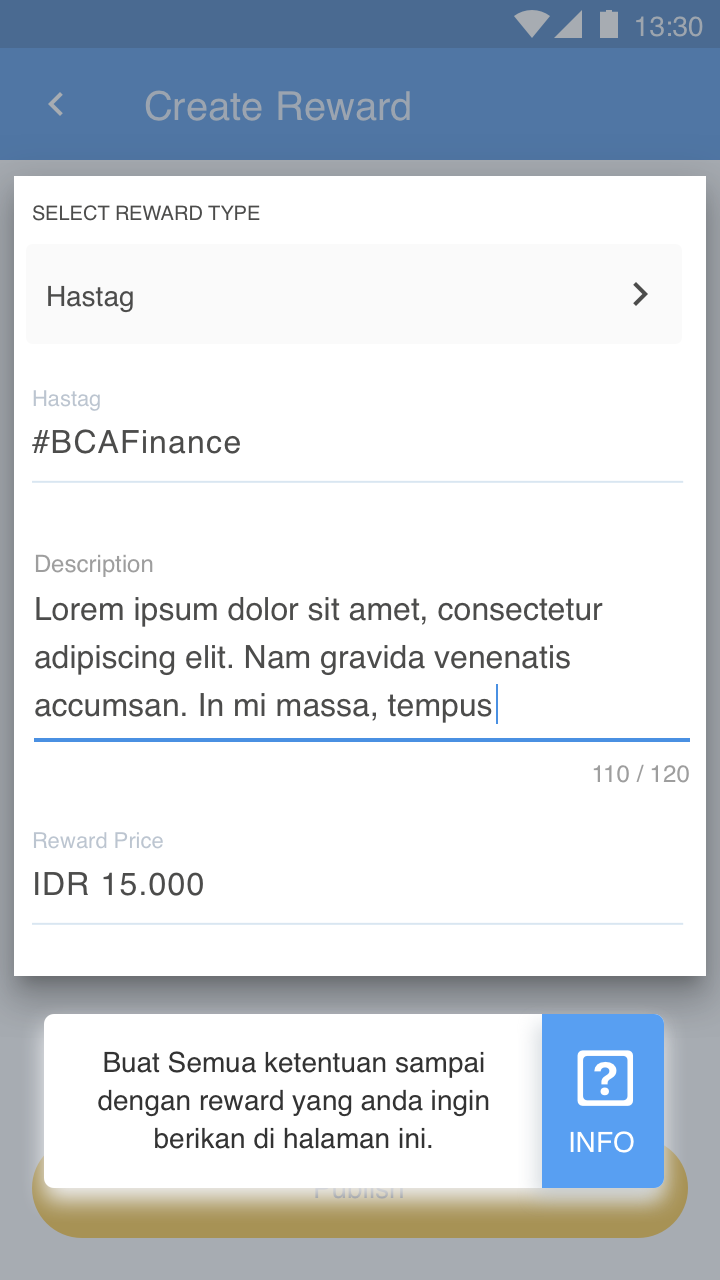 13:30
Create Reward
SELECT REWARD TYPE
Hastag
Hastag
#BCAFinance
Description
Lorem ipsum dolor sit amet, consectetur
adipiscing elit. Nam gravida venenatis
accumsan. In mi massa, tempus
110 / 120
Reward Price
IDR 15.000
Buat Semua ketentuan sampai
dengan reward yang anda ingin
berikan di halaman ini.
?
INFO
Publish